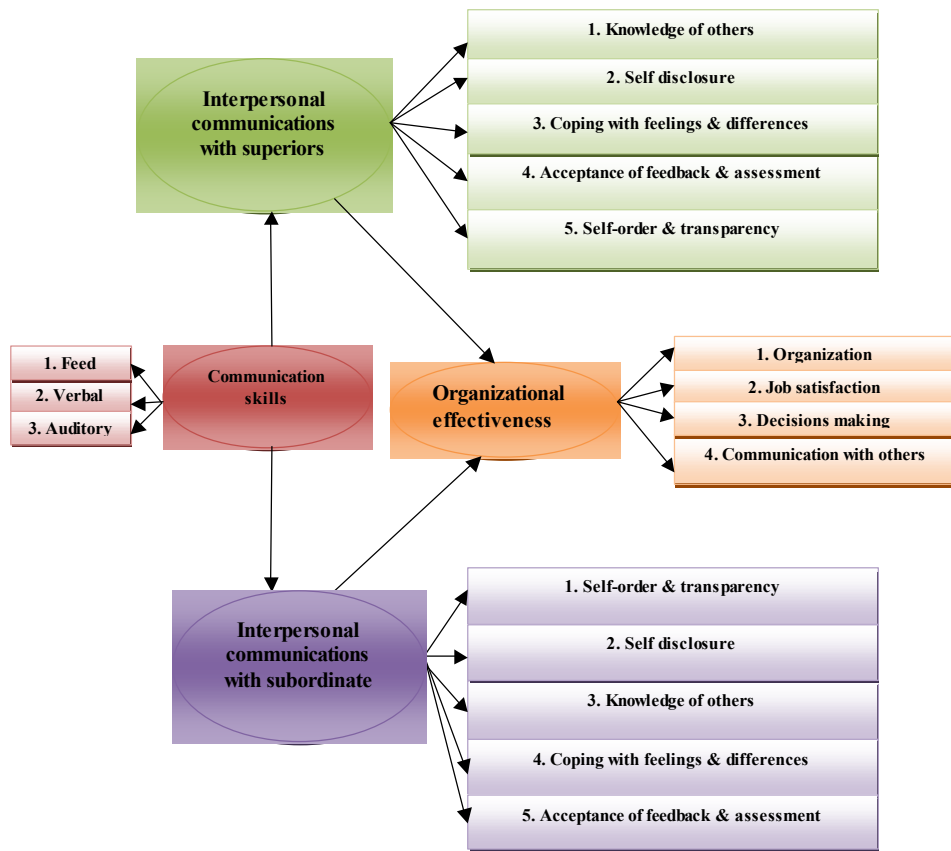 Interpersonal
communications
with superiors
1. Knowledge of others
2. Self disclosure
3. Coping with feelings & differences
4. Acceptance of feedback & assessment
5. Self-order & transparency
1. Feed
2. Verbal
3. Auditory
Communication
skills
Organizational
effectiveness
1. Organization
2. Job satisfaction
3. Decisions making
4. Communication with others
Interpersonal
communications
with subordinate
1. Self-order & transparency
2. Self disclosure
3. Knowledge of others
4. Coping with feelings & differences
5. Acceptance of feedback & assessment